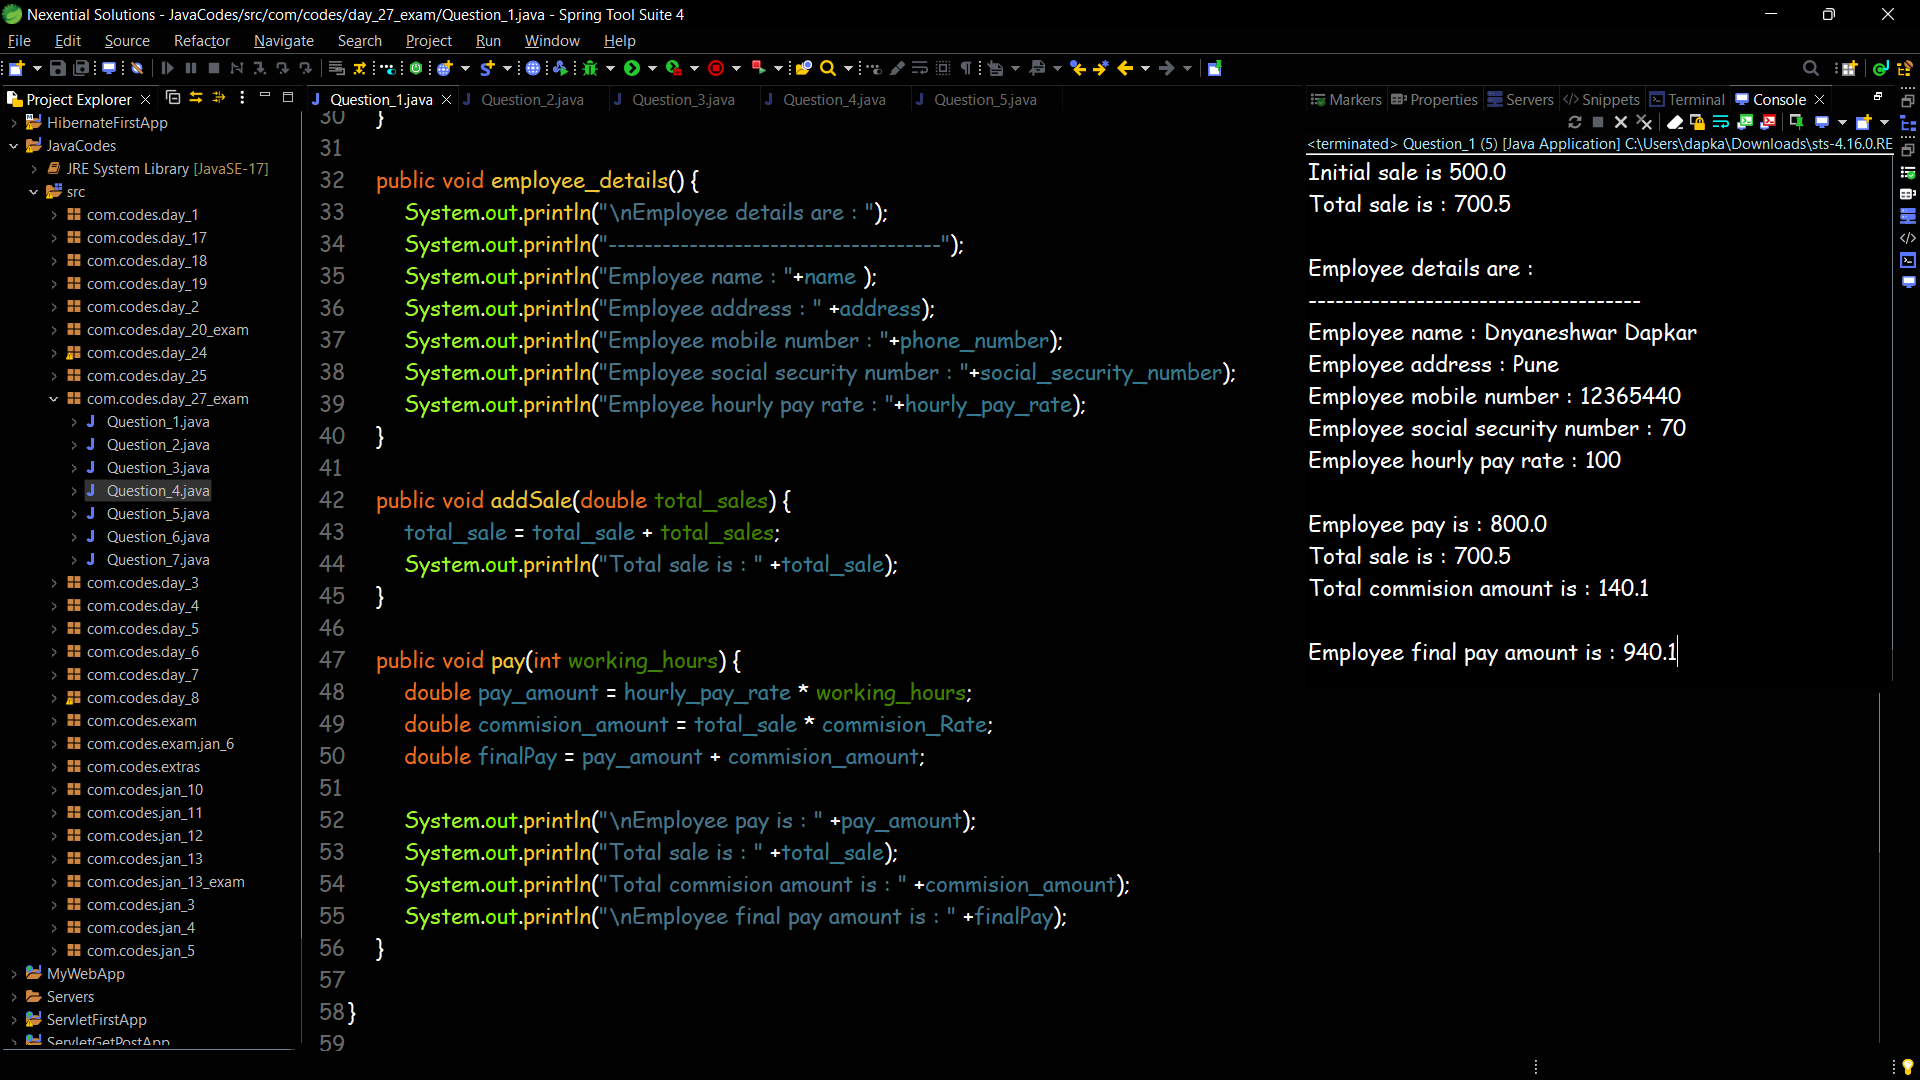 Nexential Solutions - JavaCodes/src/com/codes/day_27_exam/Question_1.java - Spring Tool Suite 4
File Edit Source Refactor Navigate Search Project Run Window Help
Project Explorer
HibernateFirstApp
JavaCodes
JRE System Library [JavaSE-17]
src
com.codes.day_1
com.codes.day_17
com.codes.day_18
com.codes.day_19
com.codes.day_2
com.codes.day_20_exam
com.codes.day_24
com.codes.day_25
com.codes.day_27_exam
Question_1.java
Question_2.java
Question_3.java
Question_4.java
Question_5.java
Question_6.java
Question_7.java
com.codes.day_3
com.codes.day_4
com.codes.day_5
com.codes.day_6
com.codes.day_7
com.codes.day_8
com.codes.exam
com.codes.exam.jan_6
com.codes.extras
com.codes.jan_10
com.codes.jan_11
com.codes.jan_12
com.codes.jan_13
com.codes.jan_13_exam
com.codes.jan_3
com.codes.jan_4
com.codes.jan_5
MyWebApp
Servers
ServletFirstApp
ServletGetPostApp
Question_1.java Question_2.java Question_3.java Question_4.java Question_5.java
30 }
31
32 public void employee_details() {
33 System.out.println("\nEmployee details are : ");
34 System.out.println("-------------------------------------");
35 System.out.println("Employee name : "+name );
36 System.out.println("Employee address : " +address);
37 System.out.println("Employee mobile number : "+phone_number);
38 System.out.println("Employee social security number : "+social_security_number);
39 System.out.println("Employee hourly pay rate : "+hourly_pay_rate);
40 }
41
42 public void addSale(double total_sales) {
43 total_sale = total_sale + total_sales;
44 System.out.println("Total sale is : " +total_sale);
45 }
46
47 public void pay(int working_hours) {
48 double pay_amount = hourly_pay_rate * working_hours;
49 double commision_amount = total_sale * commision_Rate;
50 double finalPay = pay_amount + commision_amount;
51
52 System.out.println("\nEmployee pay is : " +pay_amount);
53 System.out.println("Total sale is : " +total_sale);
54 System.out.println("Total commision amount is : " +commision_amount);
55 System.out.println("\nEmployee final pay amount is : " +finalPay);
56 }
57
58 }
59
Markers Properties Servers Snippets Terminal Console
<terminated> Question_1 (5) [Java Application] C:\Users\dapka\Downloads\sts-4.16.0.RE
Initial sale is 500.0
Total sale is : 700.5
Employee details are :
-------------------------------------
Employee name : Dnyaneshwar Dapkar
Employee address : Pune
Employee mobile number : 12365440
Employee social security number : 70
Employee hourly pay rate : 100
Employee pay is : 800.0
Total sale is : 700.5
Total commision amount is : 140.1
Employee final pay amount is : 940.1